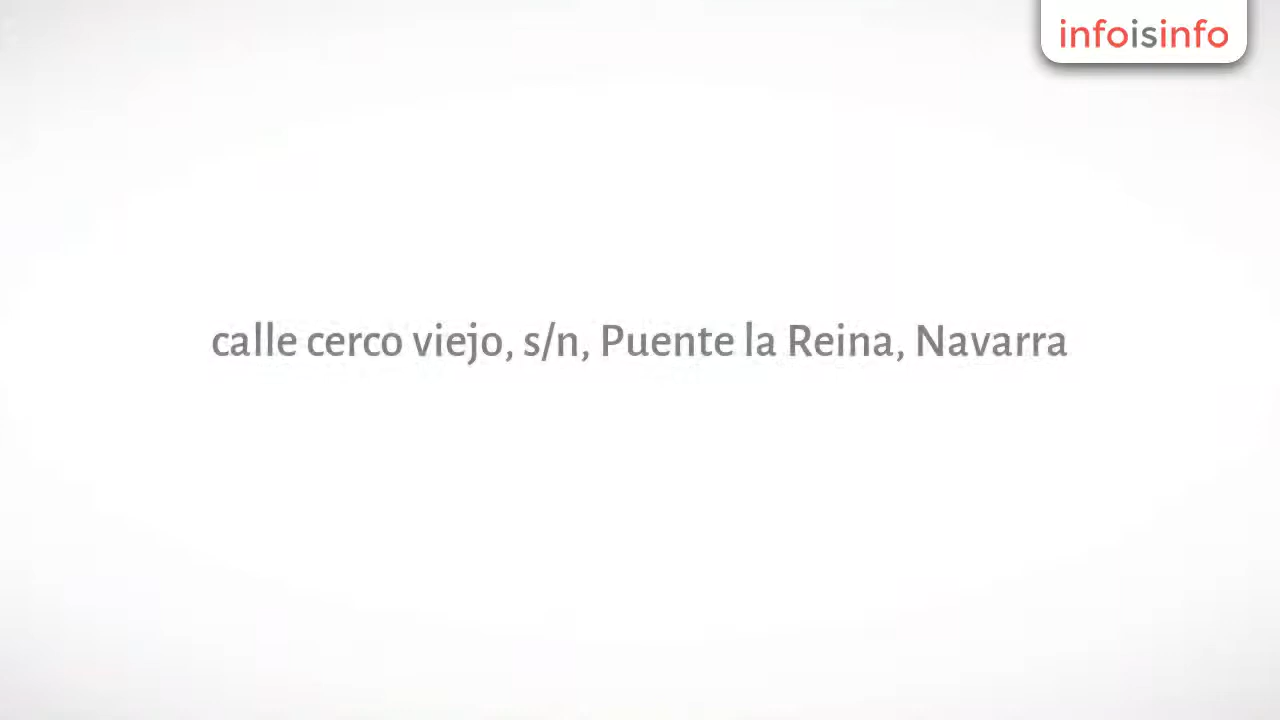 infoisinfo
calle cerco viejo, s/n, Puente la Reina, Navarra